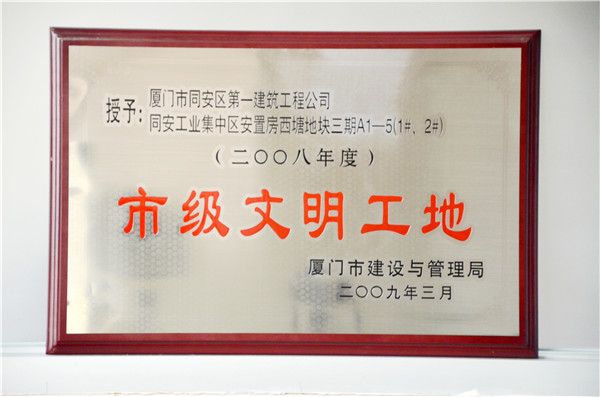 授予：厦门市同安区第一建筑工程公司
同安工业集中区安置房西塘地块三期A1—5(1#、2#)
（二〇〇八年度）
市级文明工地
厦门市建设与管理局
二〇〇九年三月